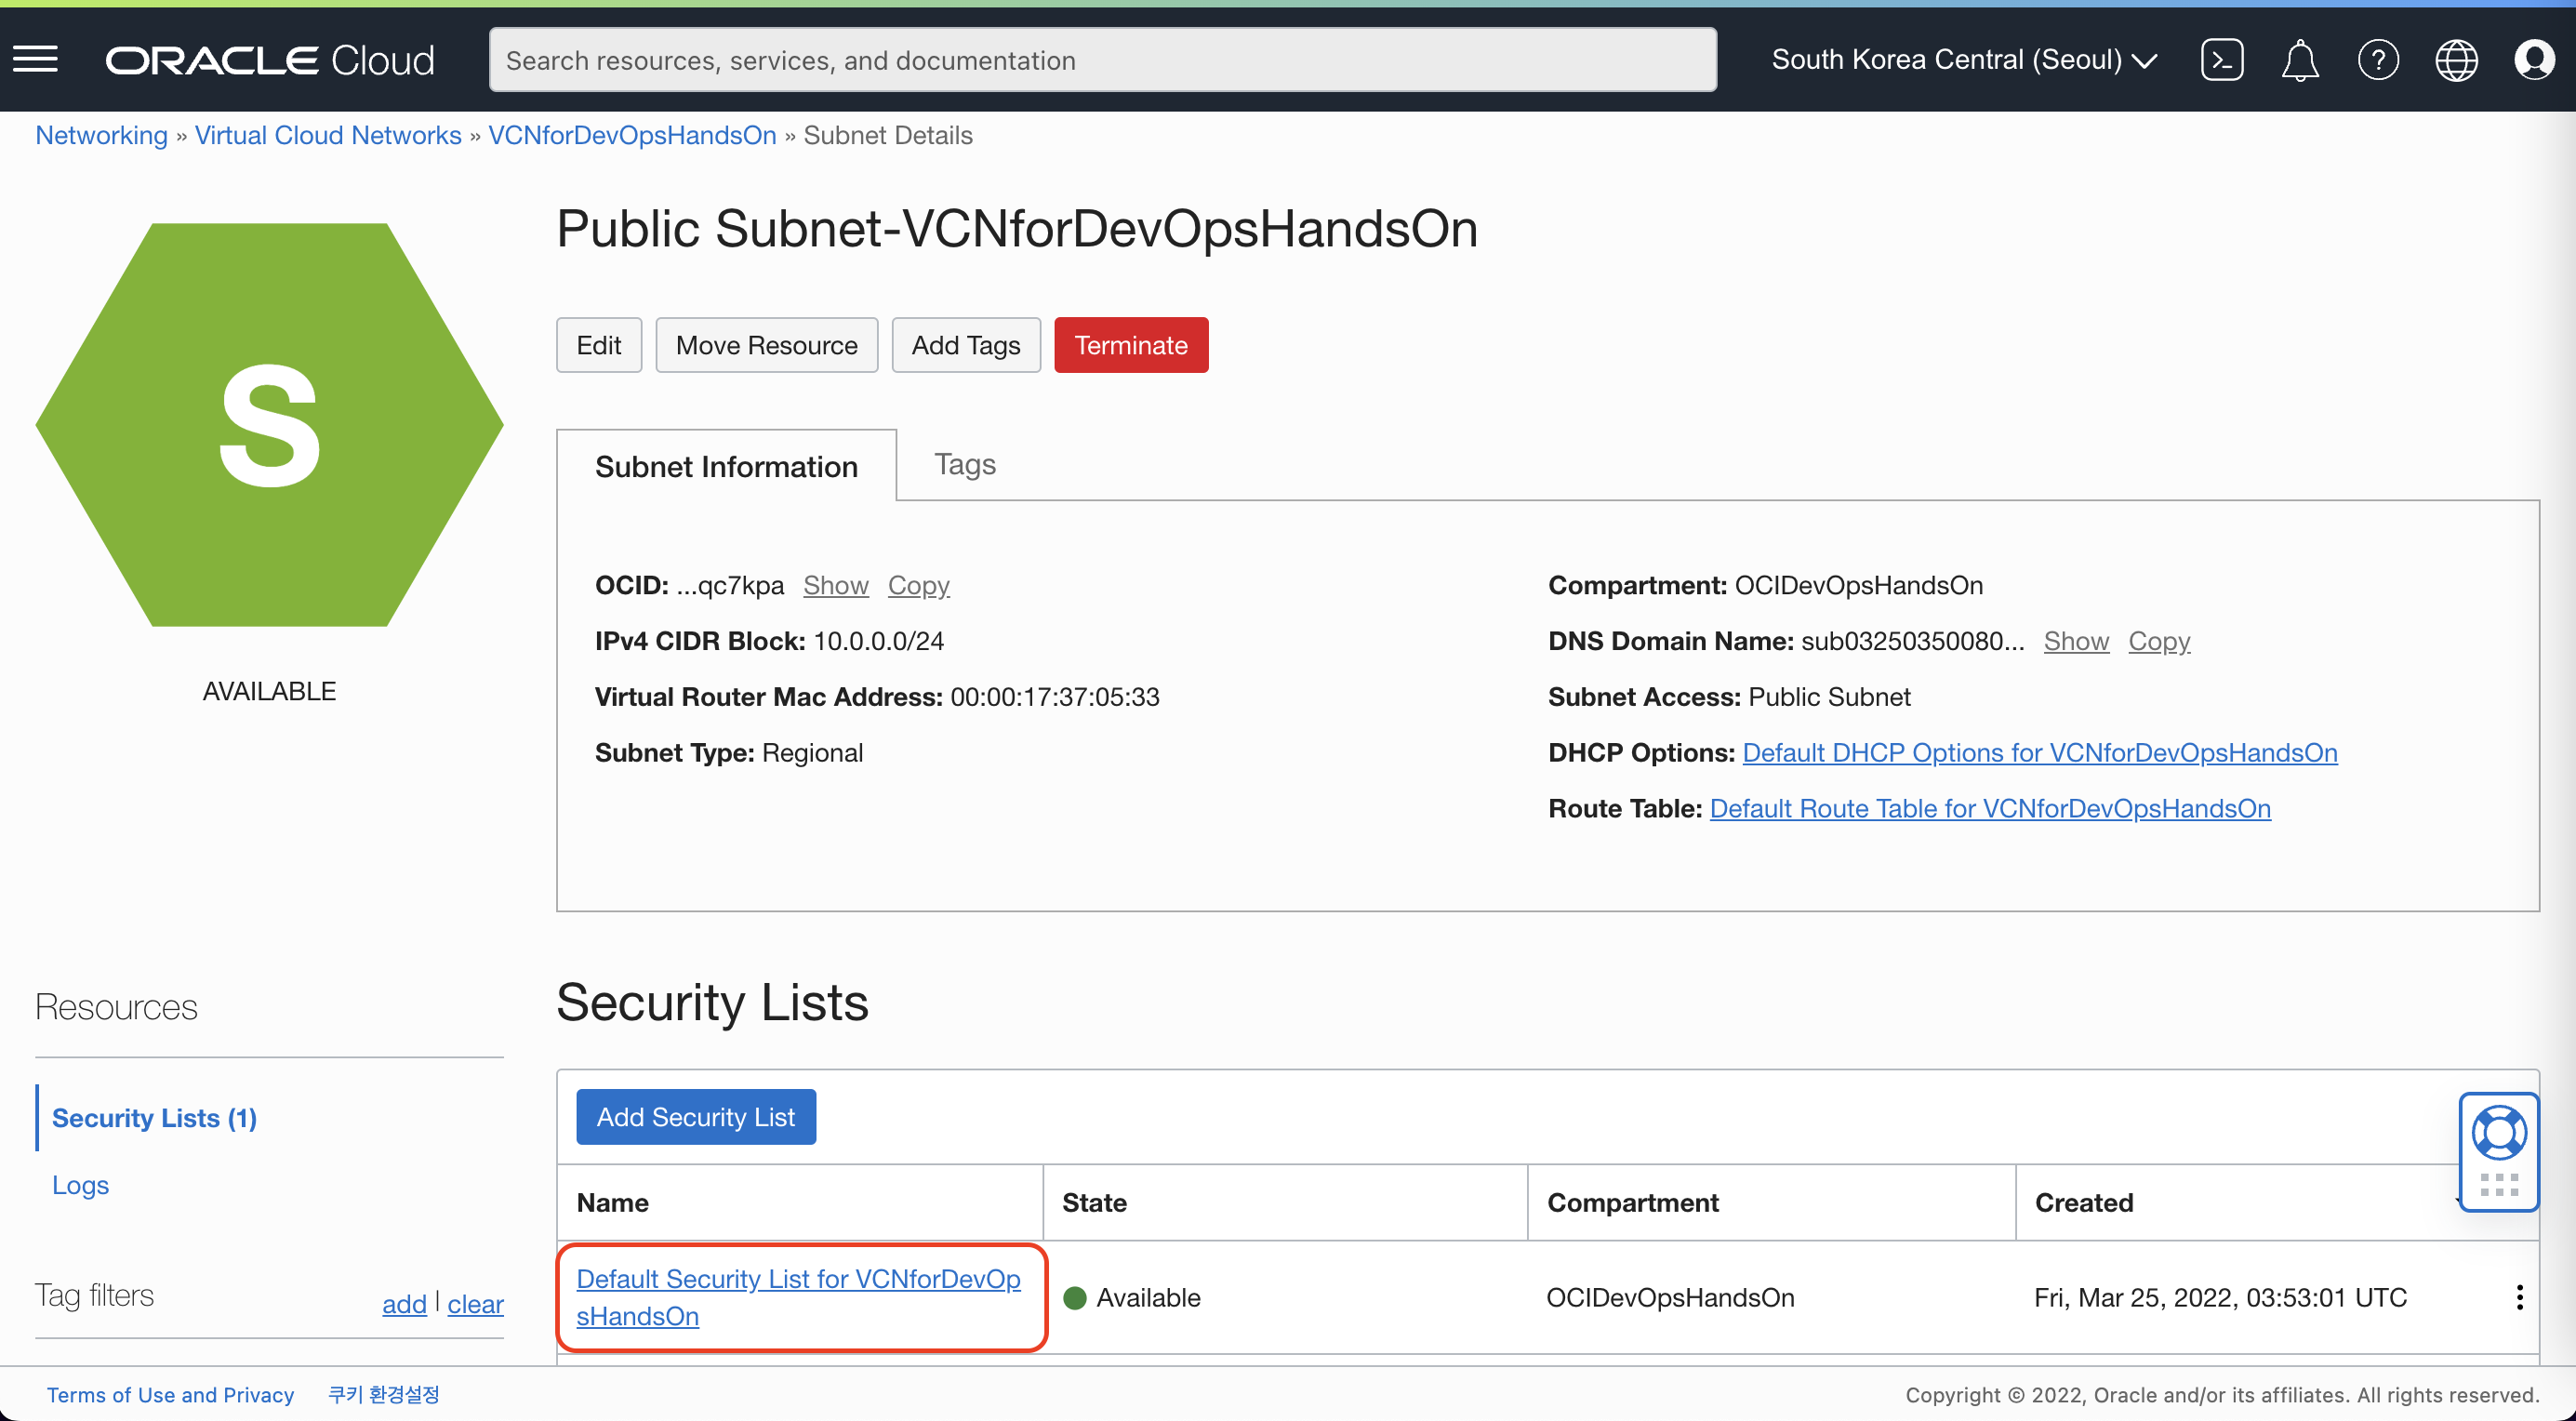 ORACLE Cloud
Search resources, services, and documentation
South Korea Central (Seoul)
Networking » Virtual Cloud Networks » VCNforDevOpsHandsOn » Subnet Details
S
AVAILABLE
Public Subnet-VCNforDevOpsHandsOn
Edit
Move Resource
Add Tags
Terminate
Subnet Information
Tags
OCID: ...qc7kpa Show Copy
IPv4 CIDR Block: 10.0.0.0/24
Virtual Router Mac Address: 00:00:17:37:05:33
Subnet Type: Regional
Compartment: OCIDevOpsHandsOn
DNS Domain Name: sub03250350080... Show Copy
Subnet Access: Public Subnet
DHCP Options: Default DHCP Options for VCNforDevOpsHandsOn
Route Table: Default Route Table for VCNforDevOpsHandsOn
Resources
Security Lists (1)
Logs
Tag filters
add | clear
Security Lists
Add Security List
Name State Compartment Created
Default Security List for VCNforDevOp
sHandsOn
Available
OCIDevOpsHandsOn
Fri, Mar 25, 2022, 03:53:01 UTC
Terms of Use and Privacy
쿠키 환경설정
Copyright © 2022, Oracle and/or its affiliates. All rights reserved.